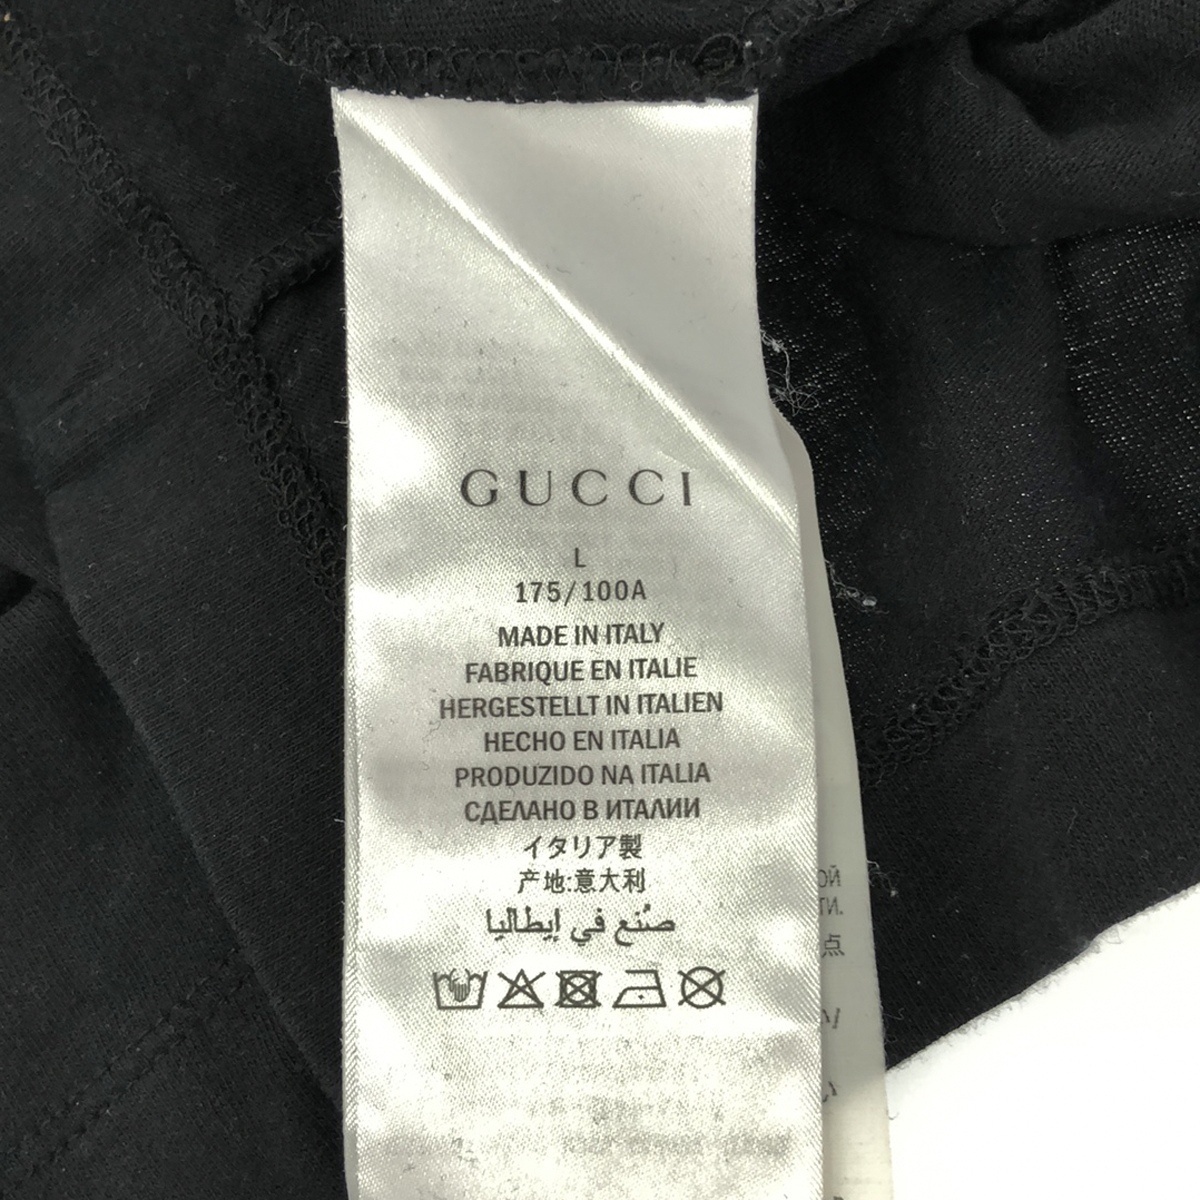 GUCCI
L
175/100A
MADE IN ITALY
FABRIQUE EN ITALIE
HERGESTELLT IN ITALIEN
HECHO EN ITALIA
PRODUZIDO NA ITALIA
СДЕЛАНО В ИТАЛИИ
イタリア製
产地:意大利
صُنع في إيطاليا